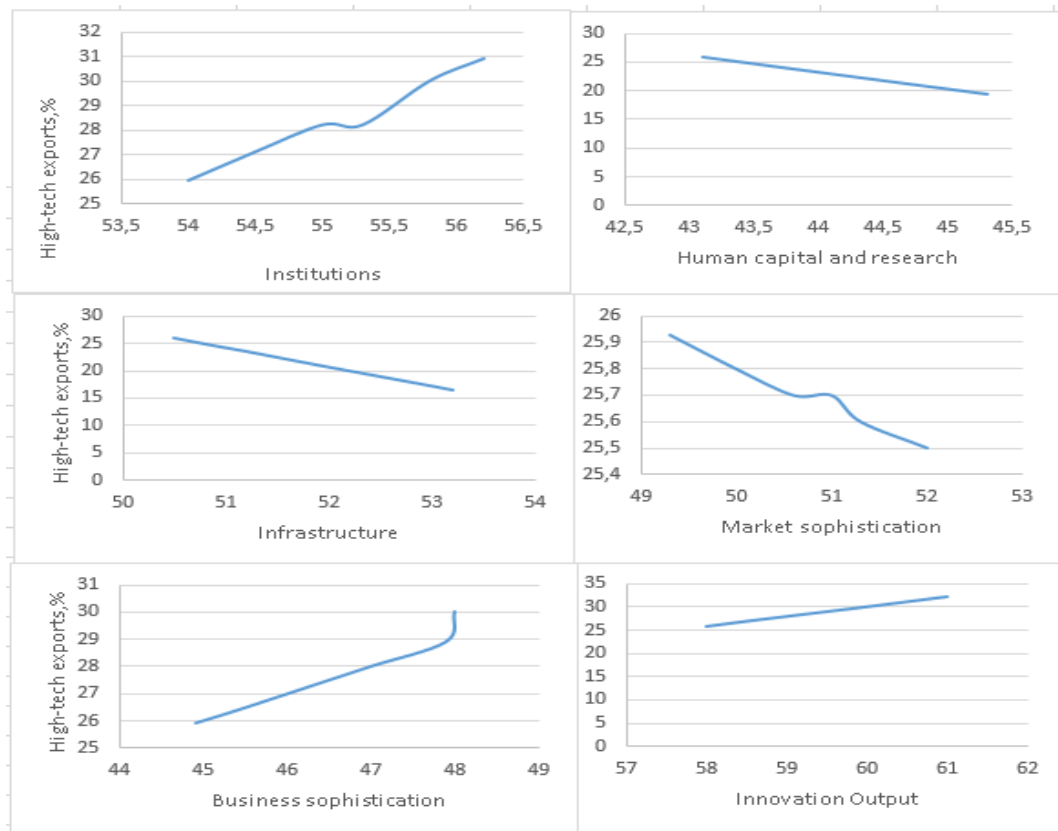 High-tech exports,%
32
31
30
29
28
27
26
25
53,5 54 54,5 55 55,5 56 56,5
Institutions
30
25
20
15
10
5
0
42,5 43 43,5 44 44,5 45 45,5
Human capital and research
High-tech exports,%
30
25
20
15
10
5
0
50 51 52 53 54
Infrastructure
26
25,9
25,8
25,7
25,6
25,5
25,4
49 50 51 52 53
Market sophistication
High-tech exports,%
31
30
29
28
27
26
25
44 45 46 47 48 49
Business sophistication
35
30
25
20
15
10
5
0
57 58 59 60 61 62
Innovation Output